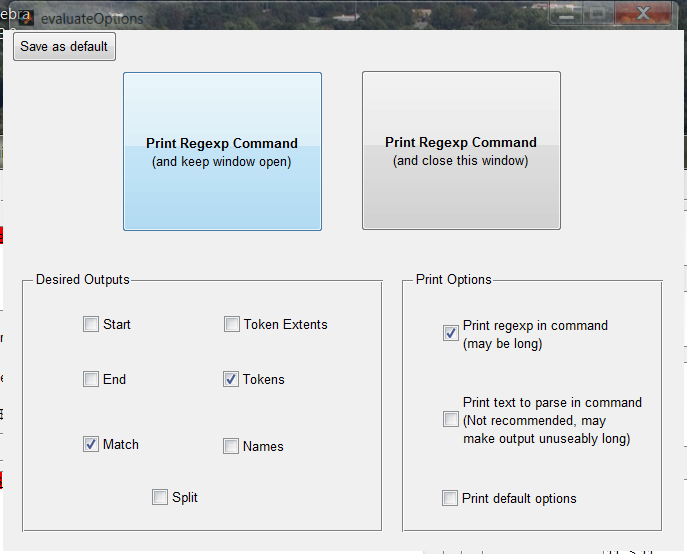 ebra
evaluateOptions
Save as default
Print Regexp Command
(and keep window open)
Print Regexp Command
(and close this window)
Desired Outputs
Start
Token Extents
End
Tokens
Match
Names
Split
Print Options
Print regexp in command
(may be long)
Print text to parse in command
(Not recommended, may
make output unuseably long)
Print default options